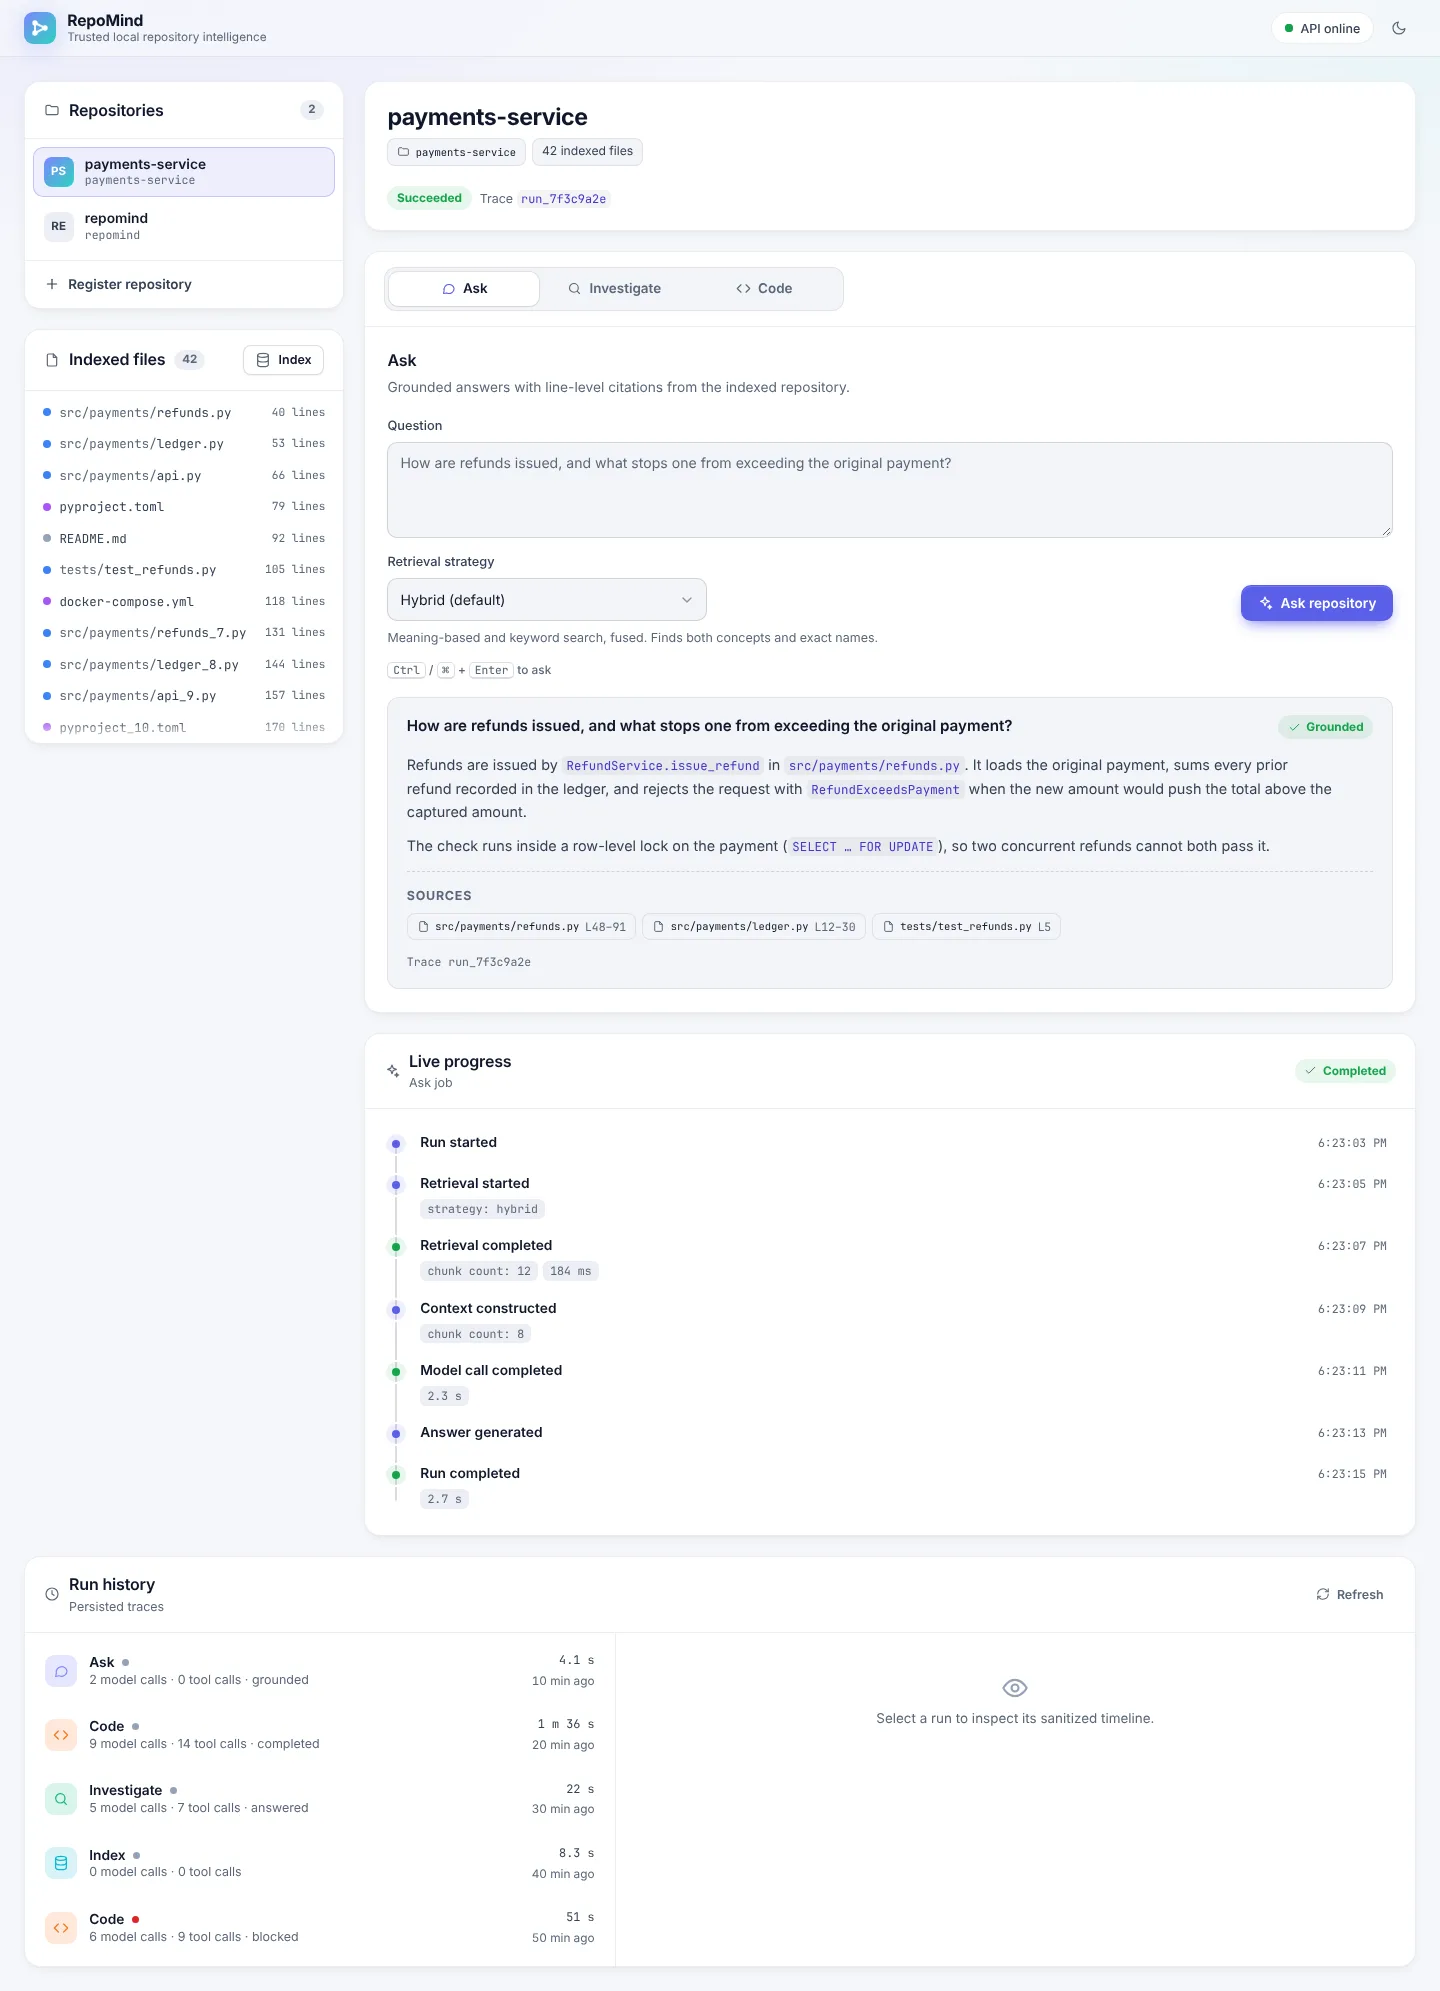 RepoMind
Trusted local repository intelligence
API online
Repositories
2
PS
payments-service
payments-service
RE
repomind
repomind
Register repository
Indexed files
42
Index
src/payments/refunds.py 40 lines
src/payments/ledger.py 53 lines
src/payments/api.py 66 lines
pyproject.toml 79 lines
README.md 92 lines
tests/test_refunds.py 105 lines
docker-compose.yml 118 lines
src/payments/refunds_7.py 131 lines
src/payments/ledger_8.py 144 lines
src/payments/api_9.py 157 lines
pyproject_10.toml 170 lines
payments-service
payments-service
42 indexed files
Succeeded
Trace run_7f3c9a2e
Ask
Investigate
Code
Ask
Grounded answers with line-level citations from the indexed repository.
Question
How are refunds issued, and what stops one from exceeding the original payment?
Retrieval strategy
Hybrid (default)
Ask repository
Meaning-based and keyword search, fused. Finds both concepts and exact names.
Ctrl / ⌘ + Enter to ask
How are refunds issued, and what stops one from exceeding the original payment?
Grounded
Refunds are issued by RefundService.issue_refund in src/payments/refunds.py. It loads the original payment, sums every prior
refund recorded in the ledger, and rejects the request with RefundExceedsPayment when the new amount would push the total above the
captured amount.
The check runs inside a row-level lock on the payment (SELECT … FOR UPDATE), so two concurrent refunds cannot both pass it.
SOURCES
src/payments/refunds.py L48–91
src/payments/ledger.py L12–30
tests/test_refunds.py L5
Trace run_7f3c9a2e
Live progress
Ask job
Completed
Run started 6:23:03 PM
Retrieval started 6:23:05 PM
strategy: hybrid
Retrieval completed 6:23:07 PM
chunk count: 12 184 ms
Context constructed 6:23:09 PM
chunk count: 8
Model call completed 6:23:11 PM
2.3 s
Answer generated 6:23:13 PM
Run completed 6:23:15 PM
2.7 s
Run history
Persisted traces
Refresh
Ask 4.1 s
2 model calls · 0 tool calls · grounded 10 min ago
Code 1 m 36 s
9 model calls · 14 tool calls · completed 20 min ago
Investigate 22 s
5 model calls · 7 tool calls · answered 30 min ago
Index 8.3 s
0 model calls · 0 tool calls 40 min ago
Code 51 s
6 model calls · 9 tool calls · blocked 50 min ago
Select a run to inspect its sanitized timeline.